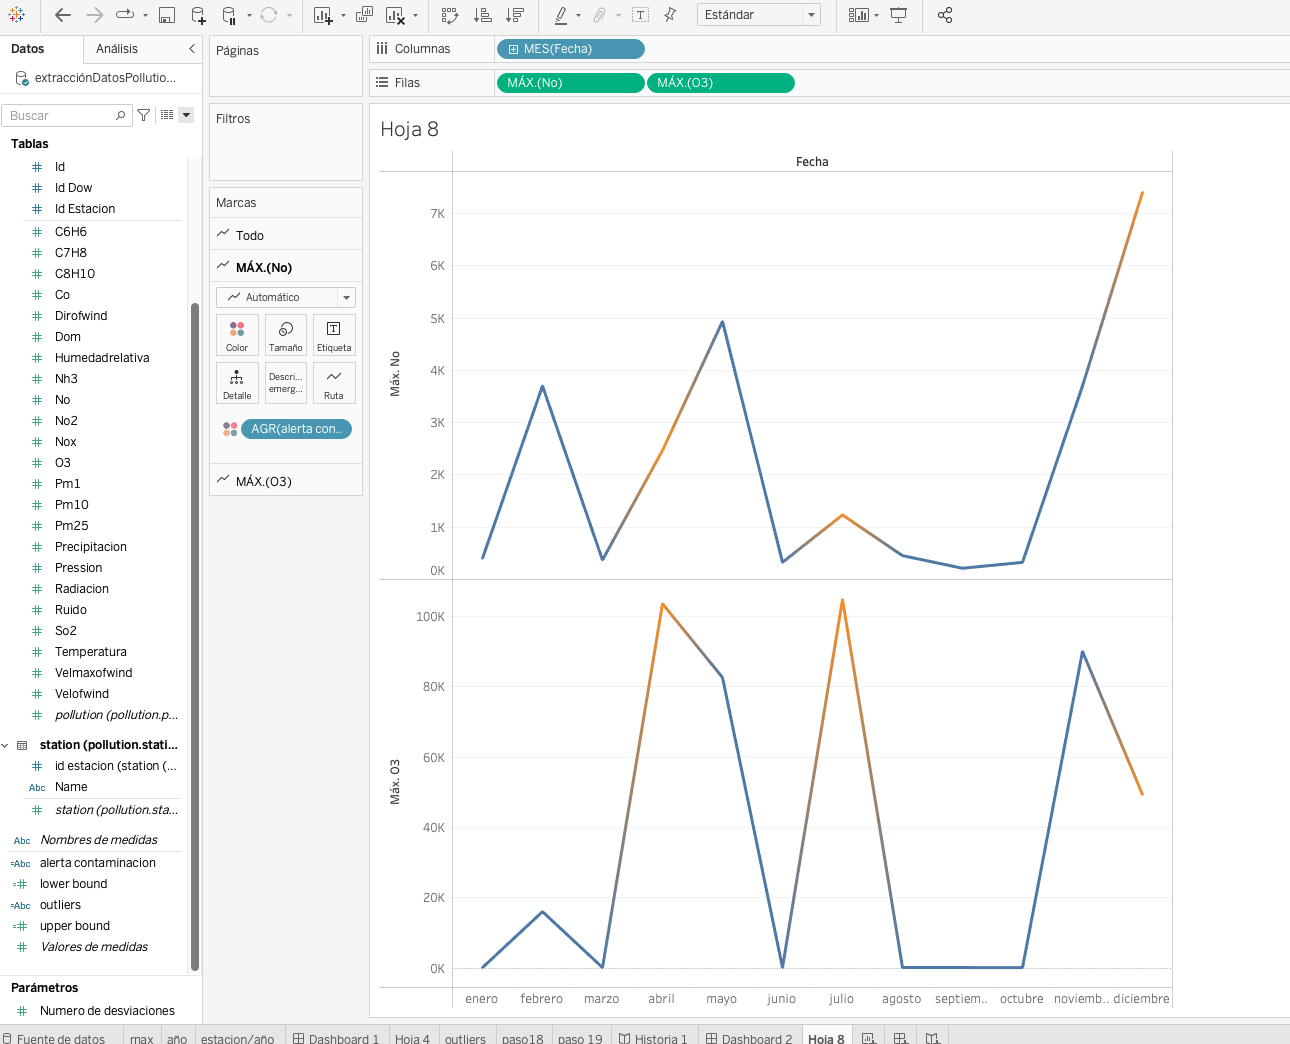 Estándar
Datos
Análisis
extracciónDatosPollutio...
Buscar
Tablas
Id
Id Dow
Id Estacion
C6H6
C7H8
C8H10
Co
Dirofwind
Dom
Humedadrelativa
Nh3
No
No2
Nox
O3
Pm1
Pm10
Pm25
Precipitacion
Pression
Radiacion
Ruido
So2
Temperatura
Velmaxofwind
Velofwind
pollution (pollution.p...
station (pollution.stati...
id estacion (station (...
Abc Name
station (pollution.sta...
Abc Nombres de medidas
=Abc alerta contaminacion
lower bound
=Abc outliers
upper bound
Valores de medidas
Parámetros
Numero de desviaciones
Páginas
Filtros
Marcas
Todo
MÁX.(No)
Automático
Color
Tamaño
Etiqueta
Detalle
Descri...
emerg...
Ruta
AGR(alerta con..
MÁX.(O3)
Columnas
MES(Fecha)
Filas
MÁX.(No)
MÁX.(O3)
Hoja 8
Fecha
Máx. No
7K
6K
5K
4K
3K
2K
1K
0K
Máx. O3
100K
80K
60K
40K
20K
0K
enero febrero marzo abril mayo junio julio agosto septiem.. octubre noviemb.. diciembre
Fuente de datos max año estacion/año Dashboard 1 Hoja 4 outliers paso18 paso 19 Historia 1 Dashboard 2 Hoja 8